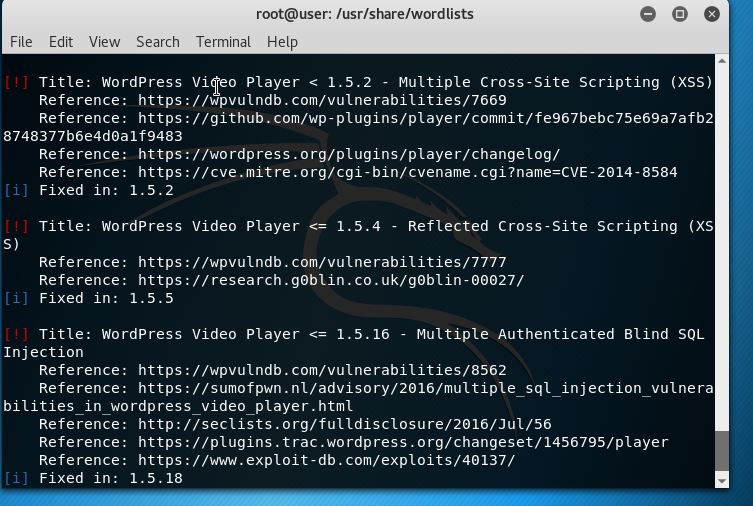 root@user: /usr/share/wordlists
File Edit View Search Terminal Help
[!] Title: WordPress Video Player < 1.5.2 - Multiple Cross-Site Scripting (XSS)
Reference: https://wpvulndb.com/vulnerabilities/7669
Reference: https://github.com/wp-plugins/player/commit/fe967bebc75e69a7afb2
8748377b6e4d0a1f9483
Reference: https://wordpress.org/plugins/player/changelog/
Reference: https://cve.mitre.org/cgi-bin/cvename.cgi?name=CVE-2014-8584
[i] Fixed in: 1.5.2
[!] Title: WordPress Video Player <= 1.5.4 - Reflected Cross-Site Scripting (XS
S)
Reference: https://wpvulndb.com/vulnerabilities/7777
Reference: https://research.g0blin.co.uk/g0blin-00027/
[i] Fixed in: 1.5.5
[!] Title: WordPress Video Player <= 1.5.16 - Multiple Authenticated Blind SQL
Injection
Reference: https://wpvulndb.com/vulnerabilities/8562
Reference: https://sumofpwn.nl/advisory/2016/multiple_sql_injection_vulnera
bilities_in_wordpress_video_player.html
Reference: http://seclists.org/fulldisclosure/2016/Jul/56
Reference: https://plugins.trac.wordpress.org/changeset/1456795/player
Reference: https://www.exploit-db.com/exploits/40137/
[i] Fixed in: 1.5.18